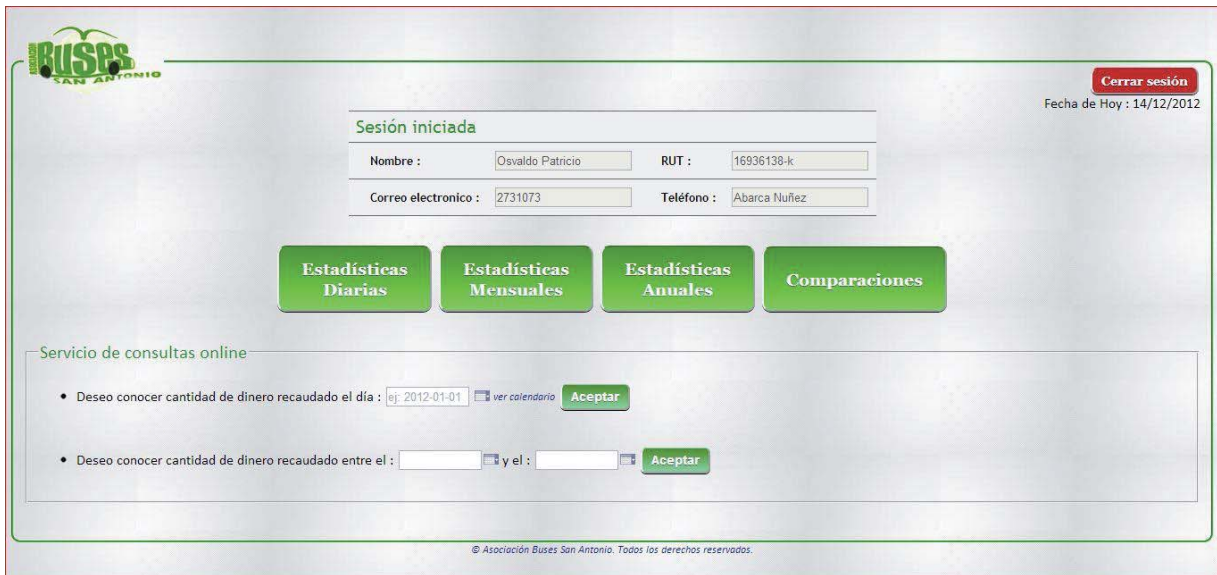 ASOCIACION
BUSES
SAN ANTONIO
Cerrar sesión
Fecha de Hoy : 14/12/2012
Sesión iniciada
Nombre : Osvaldo Patricio RUT : 16936138-k
Correo electronico : 2731073 Teléfono : Abarca Nuñez
Estadísticas
Diarias
Estadísticas
Mensuales
Estadísticas
Anuales
Comparaciones
Servicio de consultas online
• Deseo conocer cantidad de dinero recaudado el día : ej: 2012-01-01 ver calendario Aceptar
• Deseo conocer cantidad de dinero recaudado entre el : y el : Aceptar
© Asociación Buses San Antonio. Todos los derechos reservados.